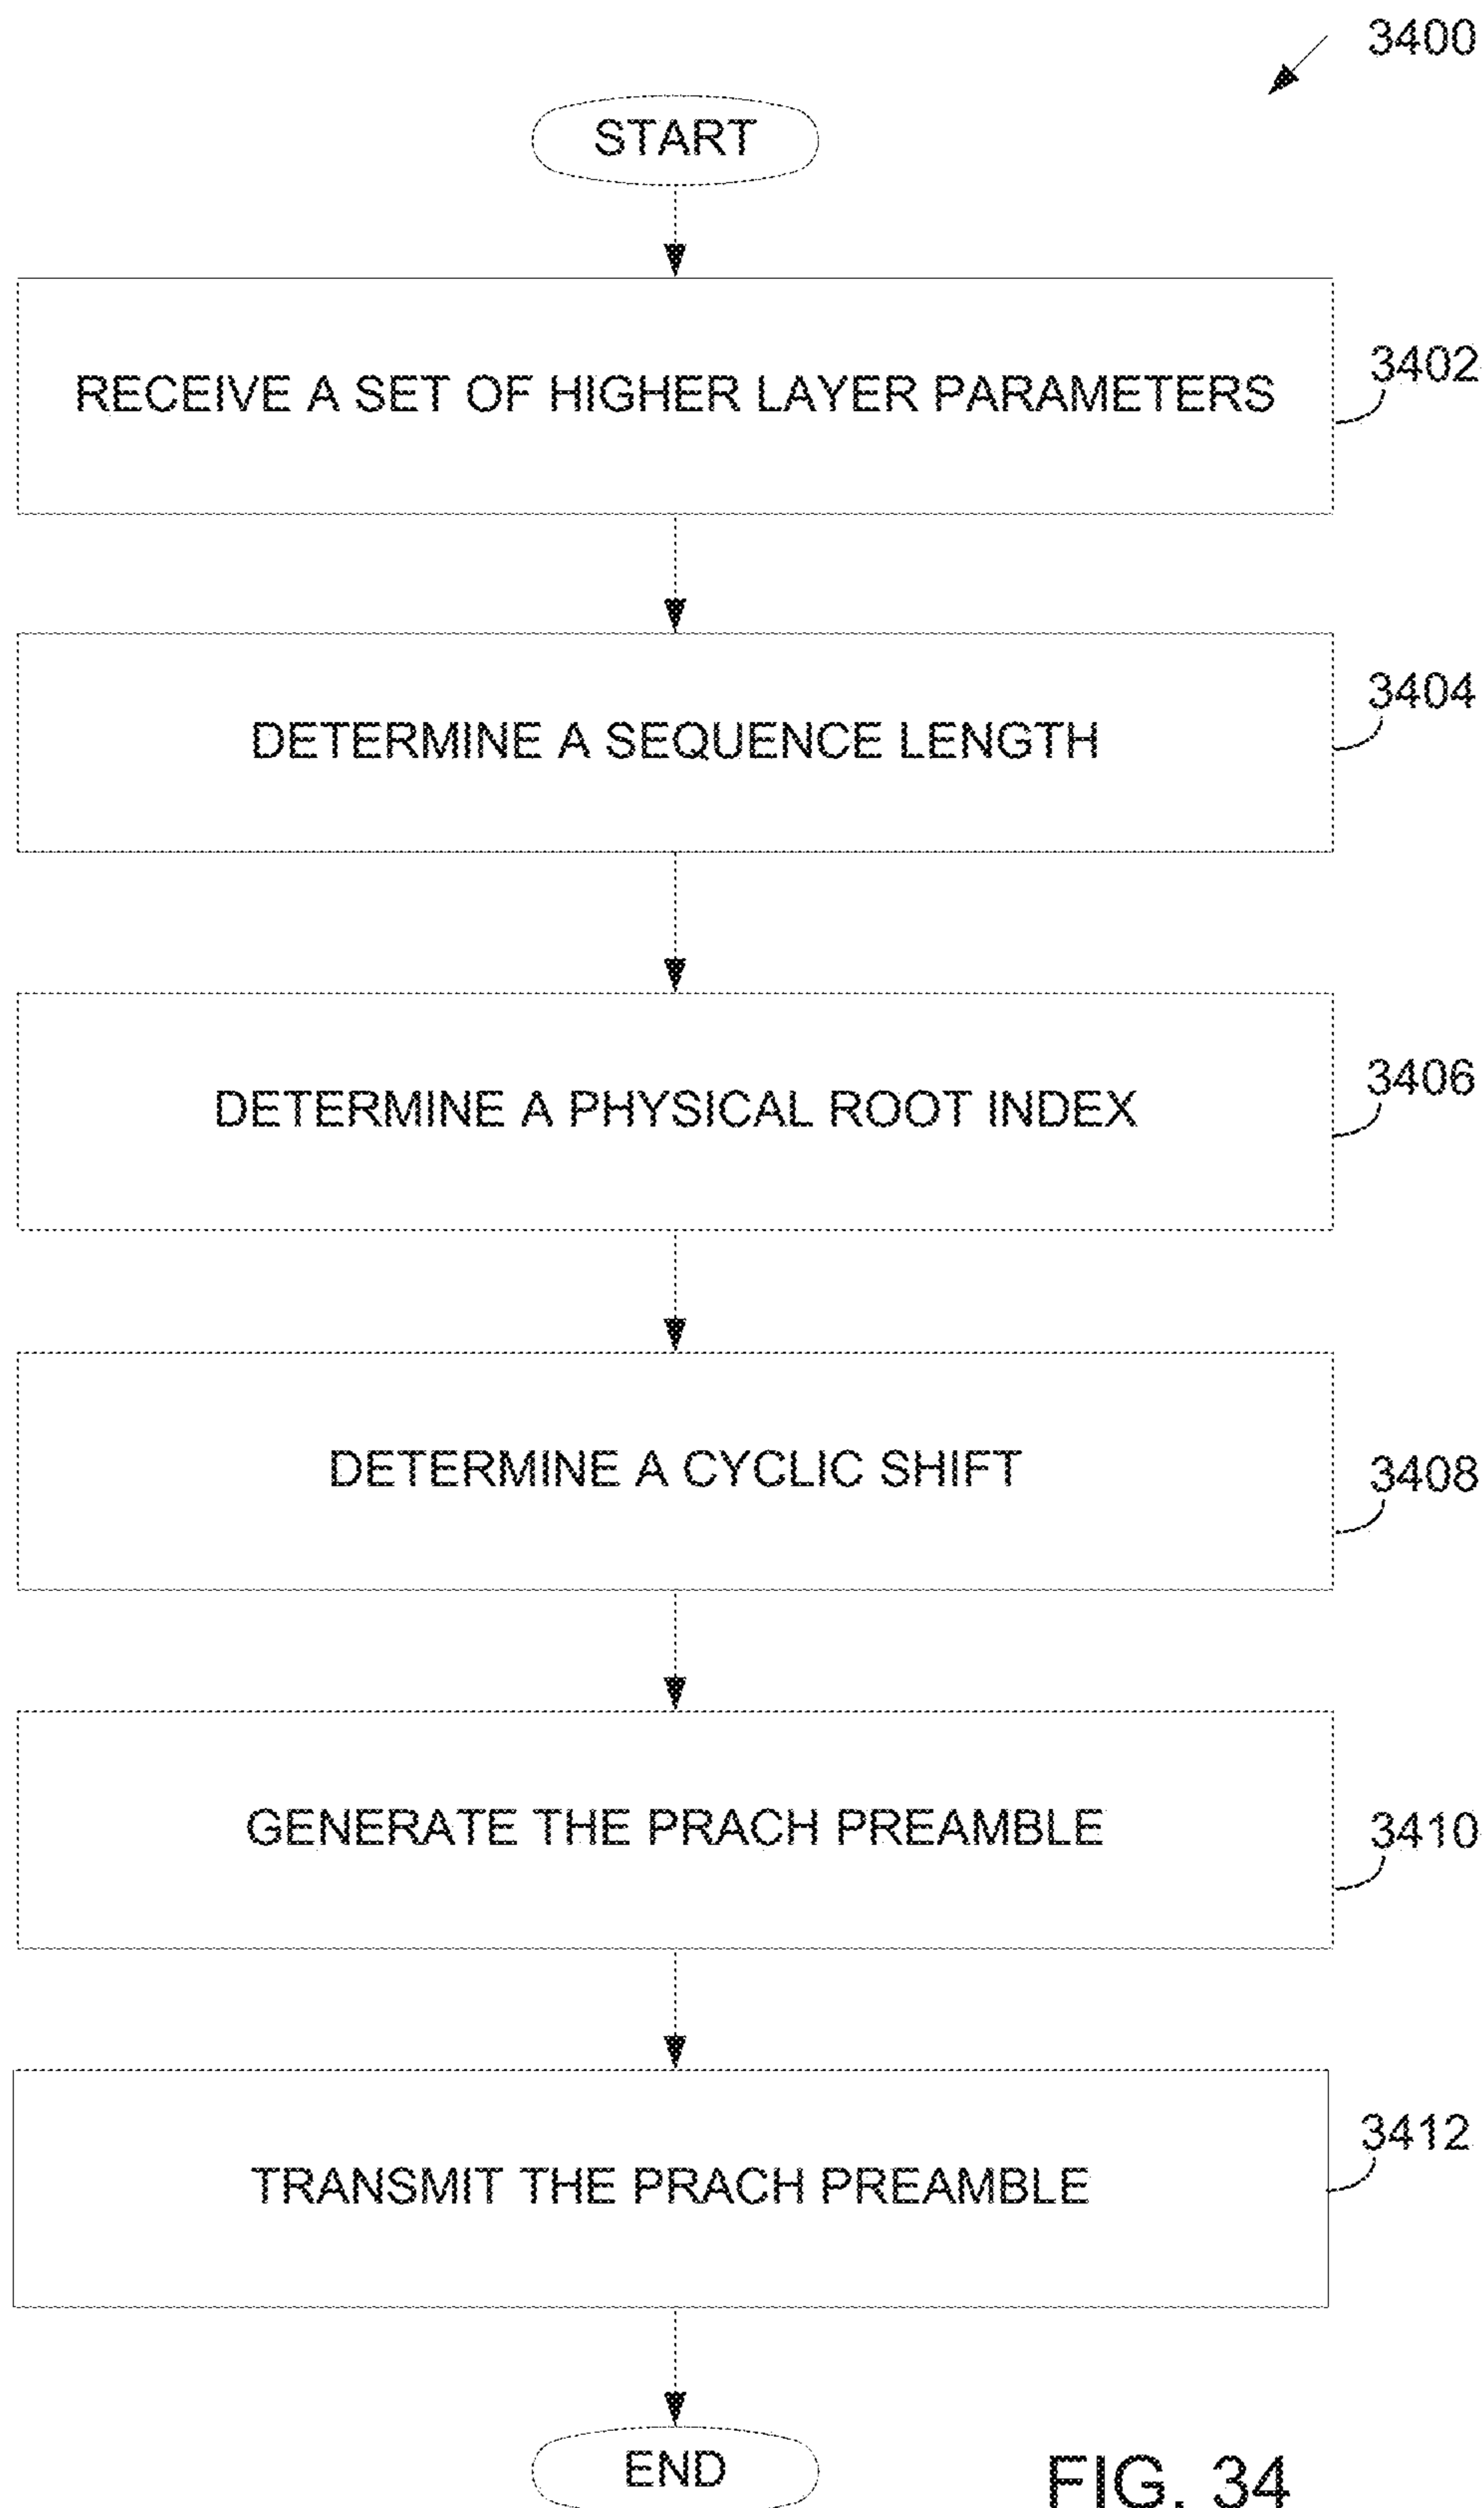 3400
START
RECEIVE A SET OF HIGHER LAYER PARAMETERS
3402
DETERMINE A SEQUENCE LENGTH
3404
DETERMINE A PHYSICAL ROOT INDEX
3406
DETERMINE A CYCLIC SHIFT
3408
GENERATE THE PRACH PREAMBLE
3410
TRANSMIT THE PRACH PREAMBLE
3412
END
FIG. 34